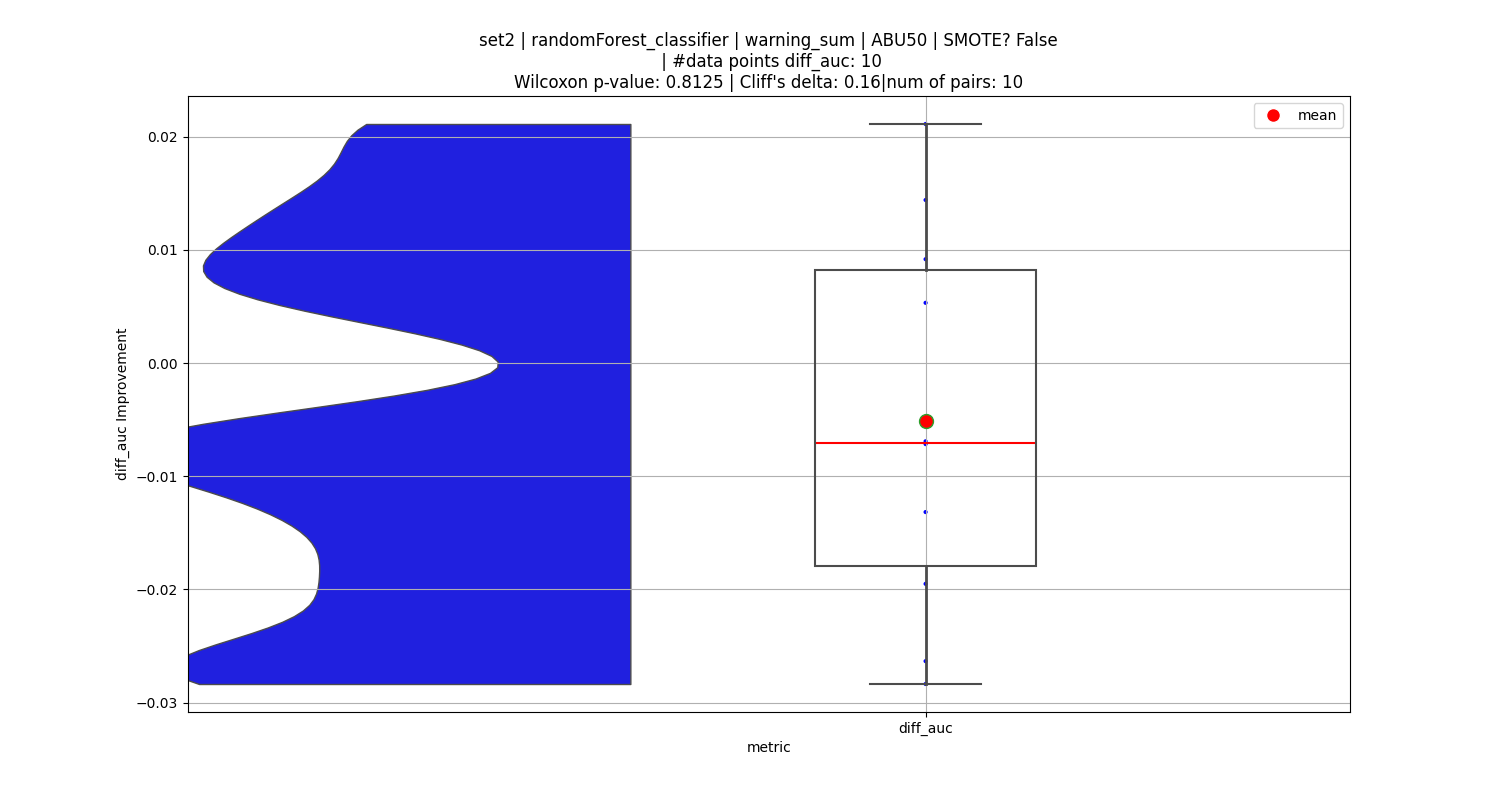 set2 | randomForest_classifier | warning_sum | ABU50 | SMOTE? False
| #data points diff_auc: 10
Wilcoxon p-value: 0.8125 | Cliff's delta: 0.16|num of pairs: 10
mean
0.02
0.01
0.00
−0.01
−0.02
−0.03
diff_auc Improvement
diff_auc
metric